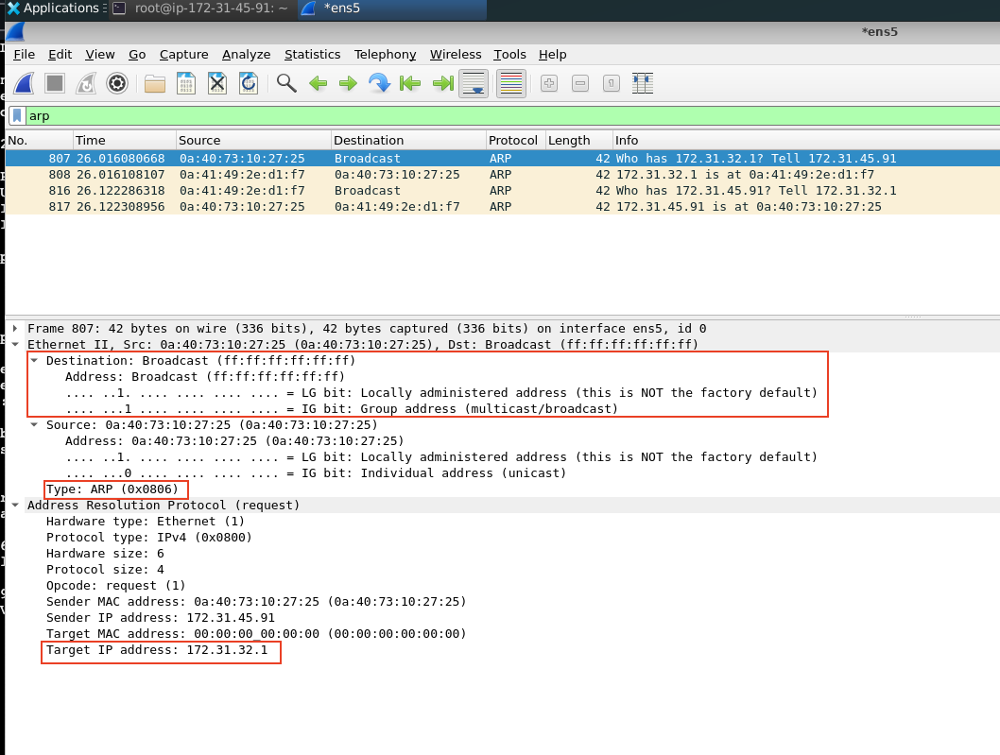 Applications
root@ip-172-31-45-91: ~
*ens5
*ens5
File Edit View Go Capture Analyze Statistics Telephony Wireless Tools Help
arp
No. Time Source Destination Protocol Length Info
807 26.016080668 0a:40:73:10:27:25 Broadcast ARP 42 Who has 172.31.32.1? Tell 172.31.45.91
808 26.016108107 0a:41:49:2e:d1:f7 0a:40:73:10:27:25 ARP 42 172.31.32.1 is at 0a:41:49:2e:d1:f7
816 26.122286318 0a:41:49:2e:d1:f7 Broadcast ARP 42 Who has 172.31.45.91? Tell 172.31.32.1
817 26.122308956 0a:40:73:10:27:25 0a:41:49:2e:d1:f7 ARP 42 172.31.45.91 is at 0a:40:73:10:27:25
Frame 807: 42 bytes on wire (336 bits), 42 bytes captured (336 bits) on interface ens5, id 0
Ethernet II, Src: 0a:40:73:10:27:25 (0a:40:73:10:27:25), Dst: Broadcast (ff:ff:ff:ff:ff:ff)
Destination: Broadcast (ff:ff:ff:ff:ff:ff)
Address: Broadcast (ff:ff:ff:ff:ff:ff)
.... ..1. .... .... .... .... = LG bit: Locally administered address (this is NOT the factory default)
.... ...1 .... .... .... .... = IG bit: Group address (multicast/broadcast)
Source: 0a:40:73:10:27:25 (0a:40:73:10:27:25)
Address: 0a:40:73:10:27:25 (0a:40:73:10:27:25)
.... ..1. .... .... .... .... = LG bit: Locally administered address (this is NOT the factory default)
.... ...0 .... .... .... .... = IG bit: Individual address (unicast)
Type: ARP (0x0806)
Address Resolution Protocol (request)
Hardware type: Ethernet (1)
Protocol type: IPv4 (0x0800)
Hardware size: 6
Protocol size: 4
Opcode: request (1)
Sender MAC address: 0a:40:73:10:27:25 (0a:40:73:10:27:25)
Sender IP address: 172.31.45.91
Target MAC address: 00:00:00_00:00:00 (00:00:00:00:00:00)
Target IP address: 172.31.32.1